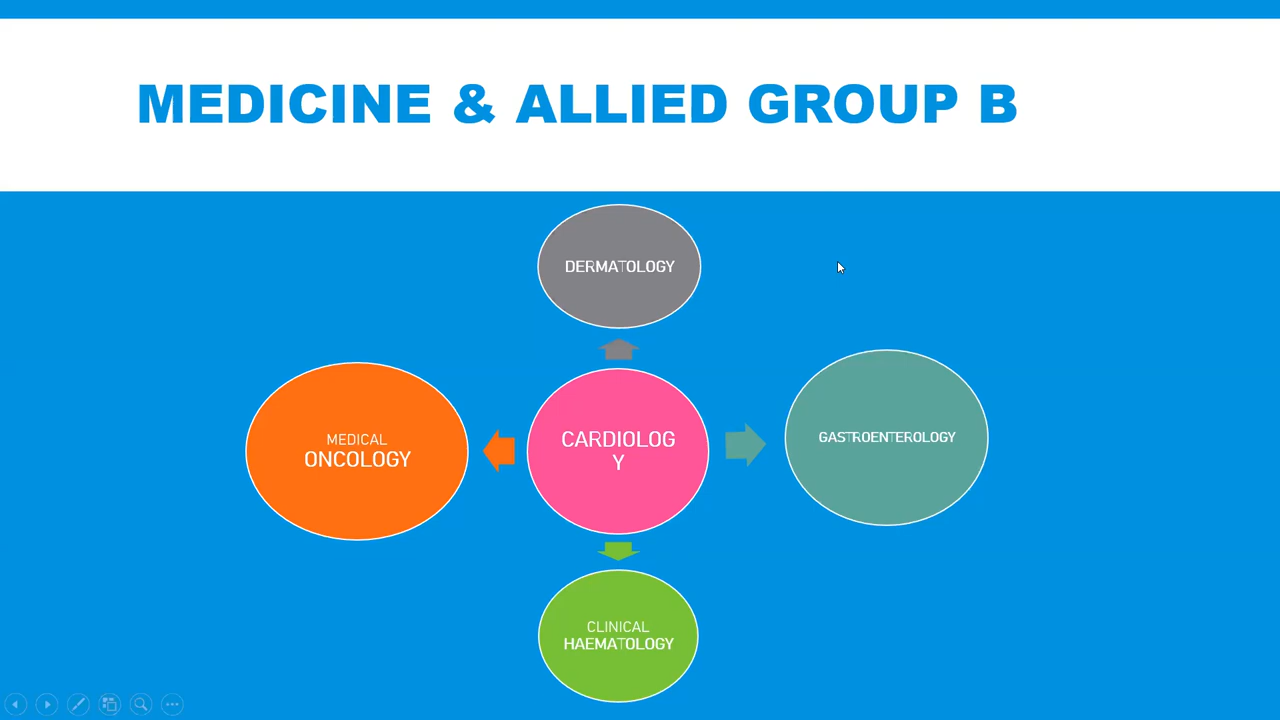 MEDICINE & ALLIED GROUP B
DERMATOLOGY
MEDICAL
ONCOLOGY
CARDIOLOG
Y
GASTROENTEROLOGY
CLINICAL
HAEMATOLOGY